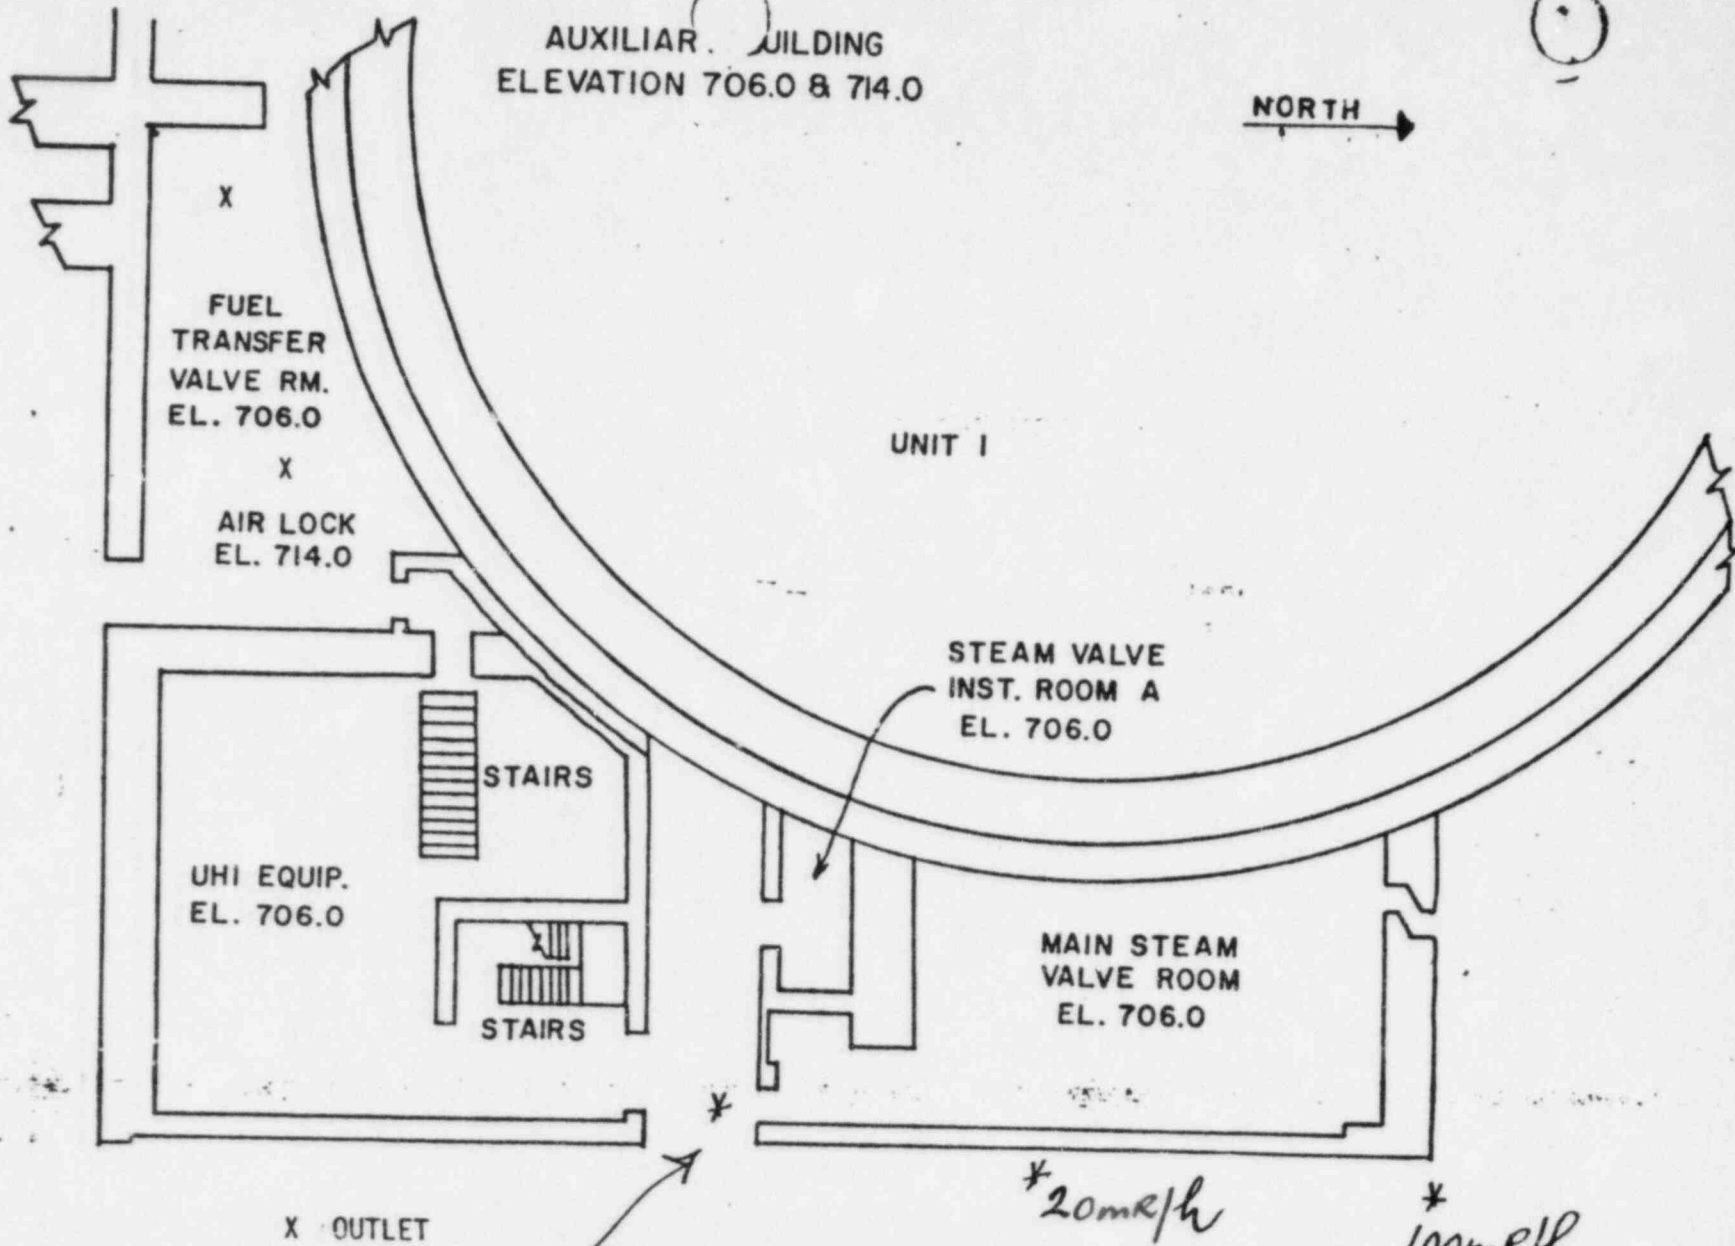 AUXILIAR. UILDING
ELEVATION 706.0 & 714.0
NORTH
X
FUEL
TRANSFER
VALVE RM.
EL. 706.0
X
AIR LOCK
EL. 714.0
UNIT 1
STEAM VALVE
INST. ROOM A
EL. 706.0
STAIRS
UHI EQUIP.
EL. 706.0
MAIN STEAM
VALVE ROOM
EL. 706.0
STAIRS
*
* 20mR/h
*
X OUTLET